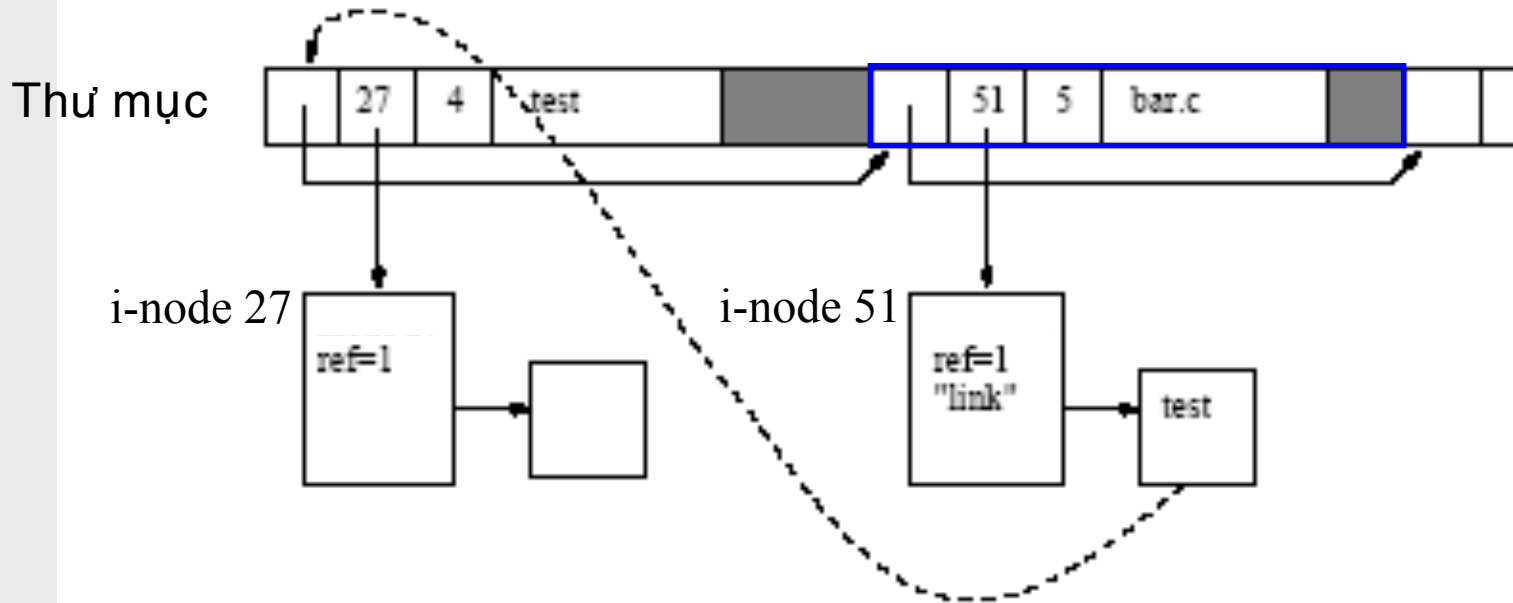 Thư mục
27 4 test 51 5 bar.c
i-node 27
ref=1
i-node 51
ref=1
"link"
test